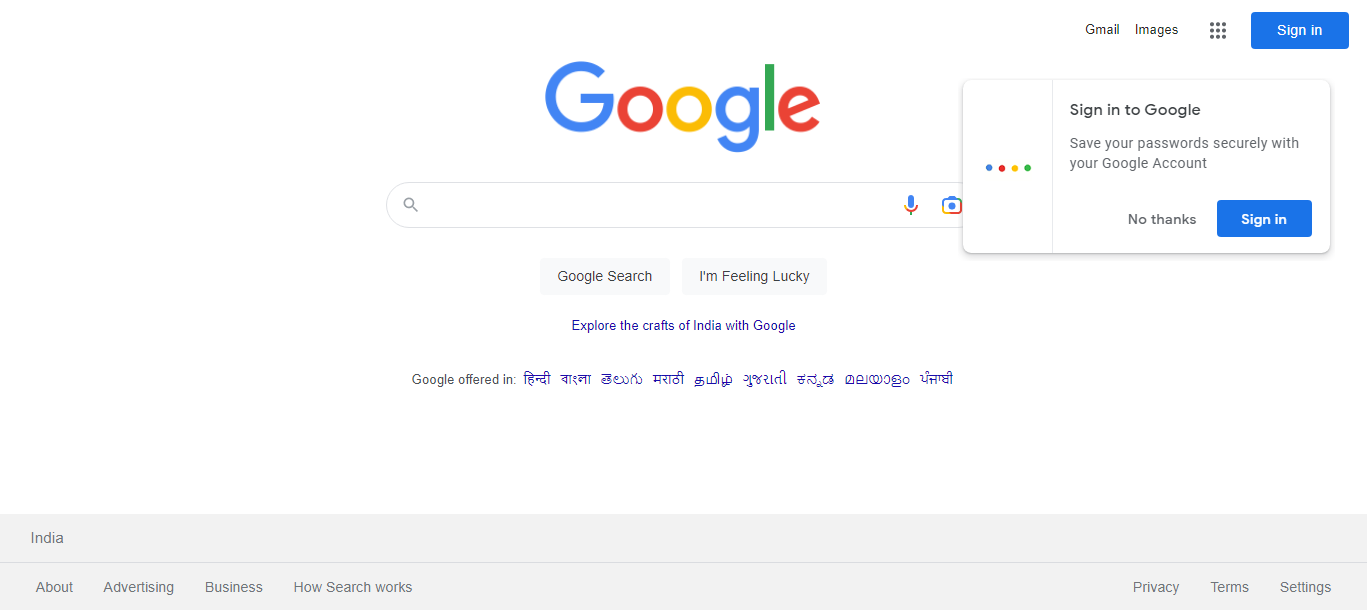 Gmail Images Sign in
Google
Sign in to Google
Save your passwords securely with
your Google Account
No thanks Sign in
Google Search I'm Feeling Lucky
Explore the crafts of India with Google
Google offered in: हिन्दी বাংলা తెలుగు मराठी தமிழ் ગુજરાતી ಕನ್ನಡ മലയാളം ਪੰਜਾਬੀ
India
About Advertising Business How Search works Privacy Terms Settings